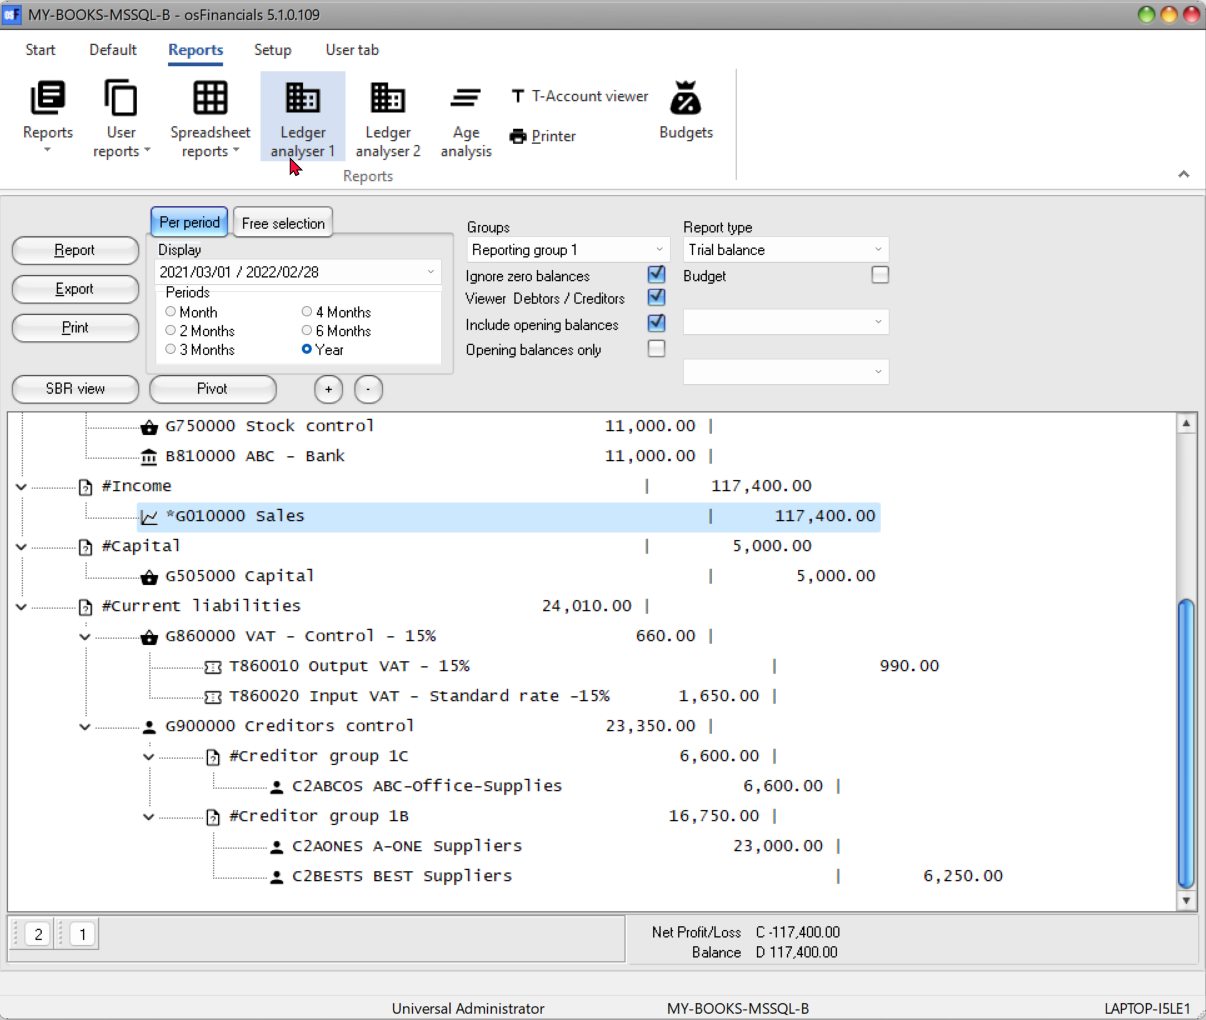 osF MY-BOOKS-MSSQL-B - osFinancials 5.1.0.109
Start Default Reports Setup User tab
Reports
User reports
Spreadsheet reports
Ledger analyser 1
Ledger analyser 2
Age analysis
T T-Account viewer
Printer
Budgets
Reports
Report
Export
Print
SBR view
Per period Free selection
Display
2021/03/01 / 2022/02/28
Periods
Month 4 Months
2 Months 6 Months
3 Months Year
Pivot + -
Groups
Reporting group 1
Ignore zero balances
Viewer Debtors / Creditors
Include opening balances
Opening balances only
Report type
Trial balance
Budget
G750000 Stock control 11,000.00 |
B810000 ABC - Bank 11,000.00 |
#Income | 117,400.00
*G010000 Sales | 117,400.00
#Capital | 5,000.00
G505000 Capital | 5,000.00
#Current liabilities 24,010.00 |
G860000 VAT - Control - 15% 660.00 |
T860010 Output VAT - 15% | 990.00
T860020 Input VAT - Standard rate -15% 1,650.00 |
G900000 Creditors control 23,350.00 |
#Creditor group 1C 6,600.00 |
C2ABCOS ABC-Office-Supplies 6,600.00 |
#Creditor group 1B 16,750.00 |
C2AONES A-ONE Suppliers 23,000.00 |
C2BESTS BEST Suppliers | 6,250.00
2 1
Net Profit/Loss C -117,400.00
Balance D 117,400.00
Universal Administrator MY-BOOKS-MSSQL-B LAPTOP-I5LE1